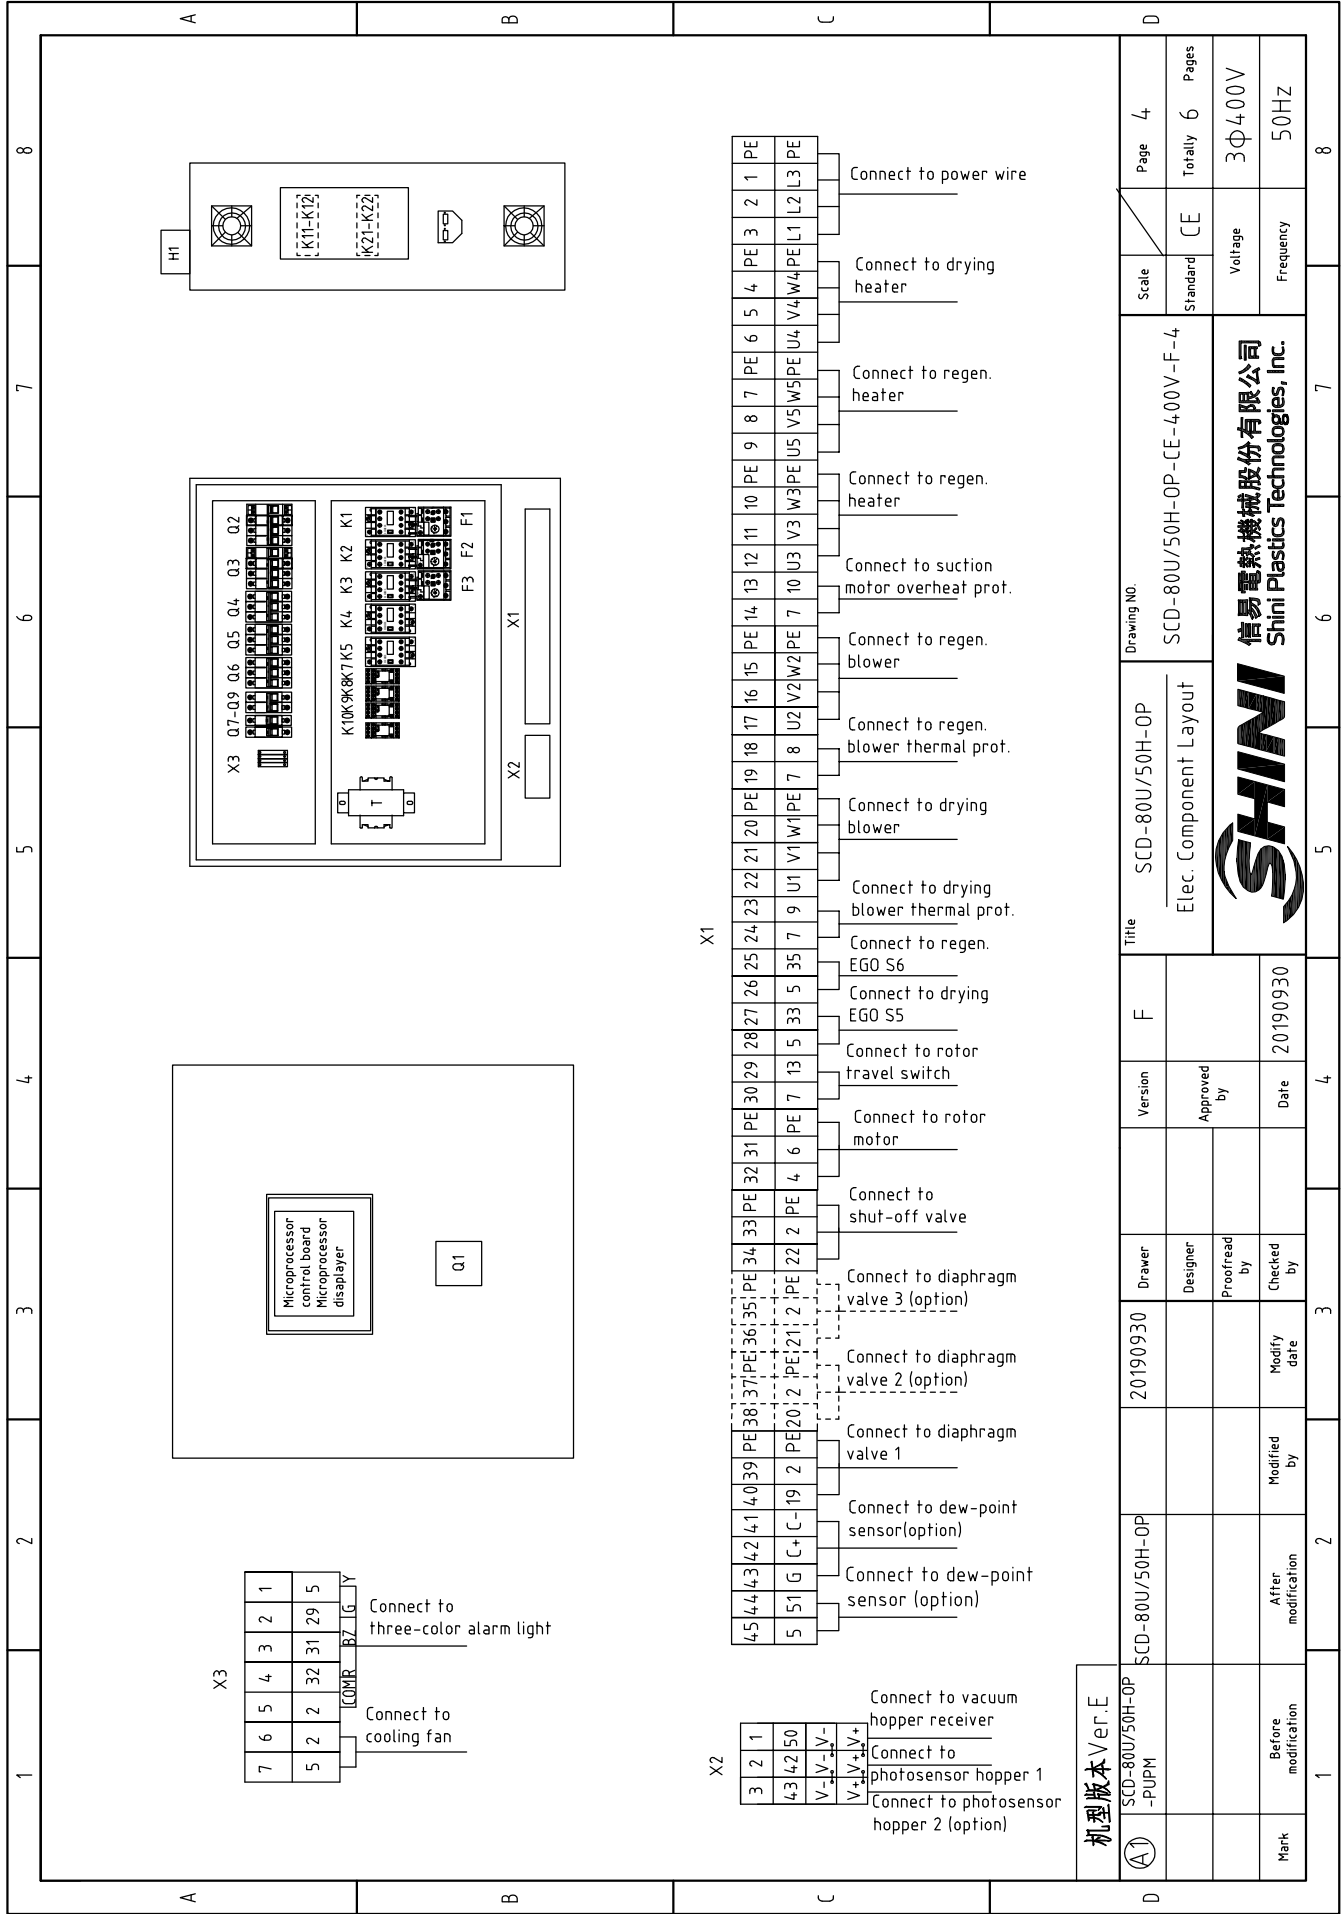 1 2 3 4 5 6 7 8
A
B
C
D
H1
K11-K12
K21-K22
Q7-Q9 Q6 Q5 Q4 Q3 Q2
X3
K10 K9 K8 K7 K5 K4 K3 K2 K1
T
F3 F2 F1
X2 X1
Microprocessor
control board
Microprocessor
disaplayer
Q1
X3
7 6 5 4 3 2 1
5 2 2 32 31 29 5
COM R BZ G Y
Connect to
cooling fan
Connect to
three-color alarm light
X1
45 44 43 42 41 40 39 PE 38 37 PE 36 35 PE 34 33 PE 32 31 PE 30 29 28 27 26 25 24 23 22 21 20 PE 19 18 17 16 15 PE 14 13 12 11 10 PE 9 8 7 PE 6 5 4 PE 3 2 1 PE
5 51 G C+ C- 19 2 PE 20 2 PE 21 2 PE 22 2 PE 4 6 PE 7 13 5 33 5 35 7 9 U1 V1 W1 PE 7 8 U2 V2 W2 PE 7 10 U3 V3 W3 PE U5 V5 W5 PE U4 V4 W4 PE L1 L2 L3 PE
Connect to power wire
Connect to drying
heater
Connect to regen.
heater
Connect to regen.
heater
Connect to suction
motor overheat prot.
Connect to regen.
blower
Connect to regen.
blower thermal prot.
Connect to drying
blower
Connect to drying
blower thermal prot.
Connect to regen.
EGO S6
Connect to drying
EGO S5
Connect to rotor
travel switch
Connect to rotor
motor
Connect to
shut-off valve
Connect to diaphragm
valve 3 (option)
Connect to diaphragm
valve 2 (option)
Connect to diaphragm
valve 1
Connect to dew-point
sensor(option)
Connect to dew-point
sensor (option)
X2
3 2 1
43 42 50
V- V- V-
V+ V+ V+
Connect to vacuum
hopper receiver
Connect to
photosensor hopper 1
Connect to photosensor
hopper 2 (option)
机型版本Ver.E
A1
SCD-80U/50H-OP
-PUPM
SCD-80U/50H-OP
20190930
Mark
Before
modification
After
modification
Modified
by
Modify
date
Drawer
Designer
Proofread
by
Checked
by
Version
F
Approved
by
Date
20190930
Title
SCD-80U/50H-OP
Elec. Component Layout
Drawing NO.
SCD-80U/50H-OP-CE-400V-F-4
SHINI
信易電熱機械股份有限公司
Shini Plastics Technologies, Inc.
Scale
Page 4
Standard
CE
Totally 6 Pages
Voltage
3Φ400V
Frequency
50HZ
A
B
C
D
1 2 3 4 5 6 7 8